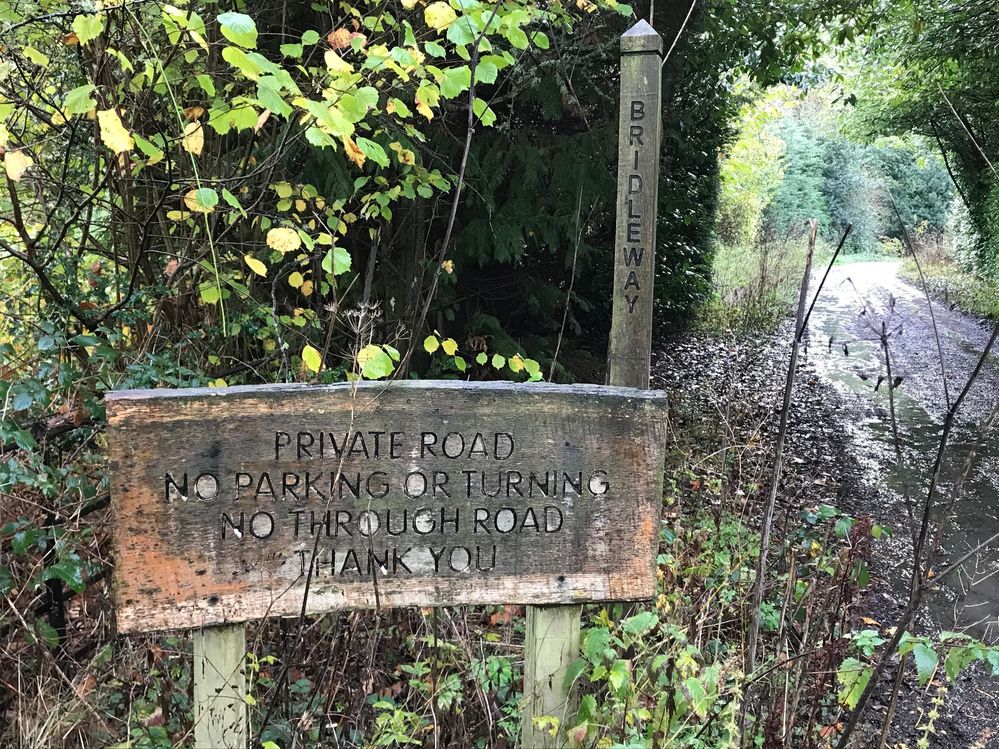 BRIDLEWAY
PRIVATE ROAD
NO PARKING OR TURNING
NO THROUGH ROAD
THANK YOU